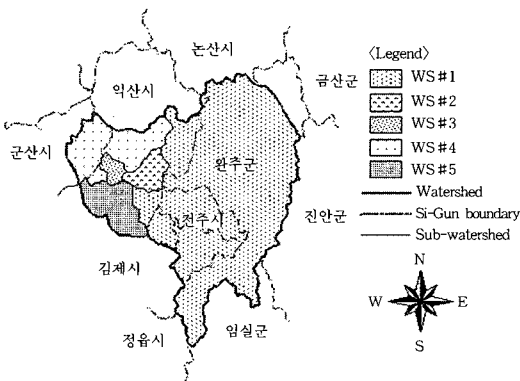 논산시
〈Legend〉
금산군
WS#1
익산시
WS#2
WS#3
군산시
WS#4
완주군
WS#5
Watershed
전주시
진안군
Si-Gun boundary
Sub-watershed
김제시
N
W
E
임실군
정읍시
S